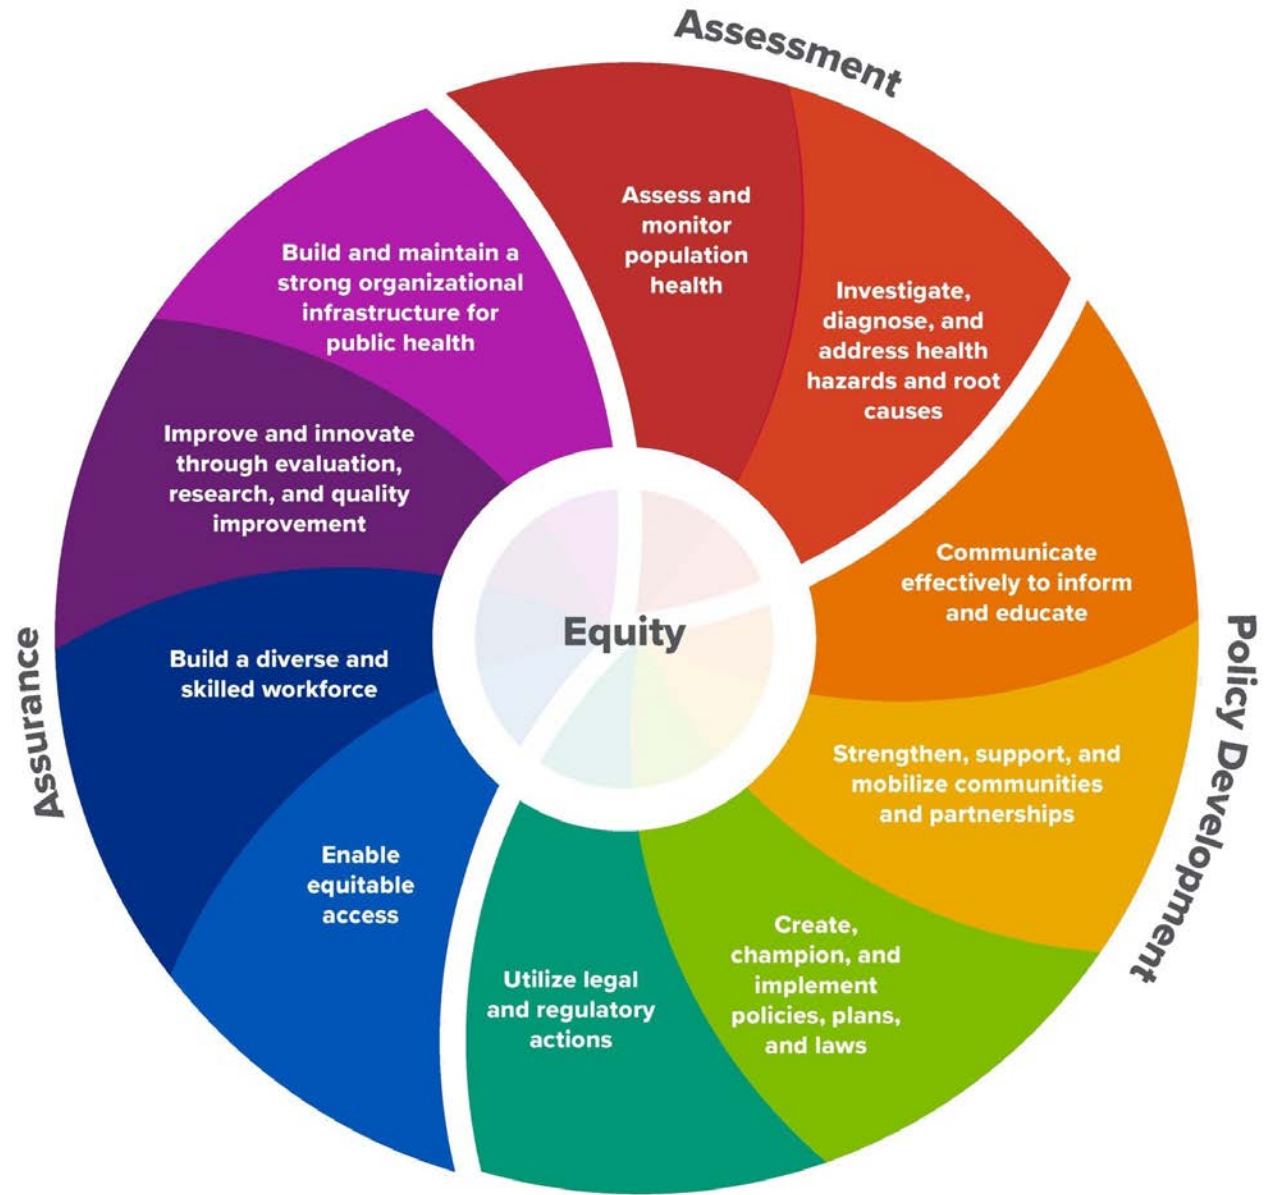 Assessment
Assess and
monitor
population
health
Investigate,
diagnose, and
address health
hazards and root
causes
Policy Development
Communicate
effectively to inform
and educate
Strengthen, support, and
mobilize communities
and partnerships
Create,
champion, and
implement
policies, plans,
and laws
Utilize legal
and regulatory
actions
Assurance
Enable
equitable
access
Build a diverse and
skilled workforce
Improve and innovate
through evaluation,
research, and quality
improvement
Build and maintain a
strong organizational
infrastructure for
public health
Equity